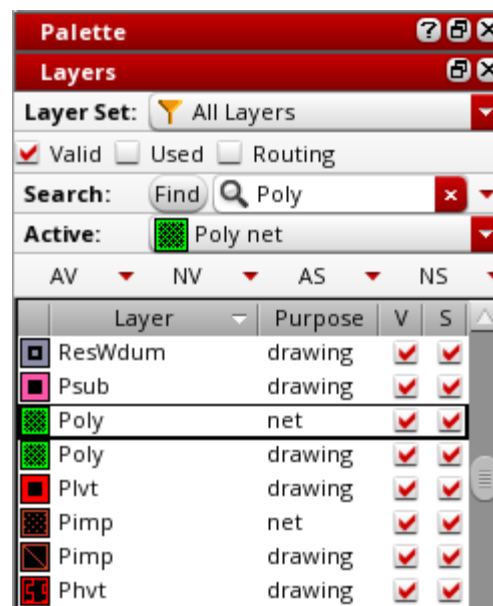 Palette
Layers
Layer Set: All Layers
Valid Used Routing
Search: Find Poly
Active: Poly net
AV NV AS NS
Layer Purpose V S
ResWdum drawing
Psub drawing
Poly net
Poly drawing
Plvt drawing
Pimp net
Pimp drawing
Phvt drawing